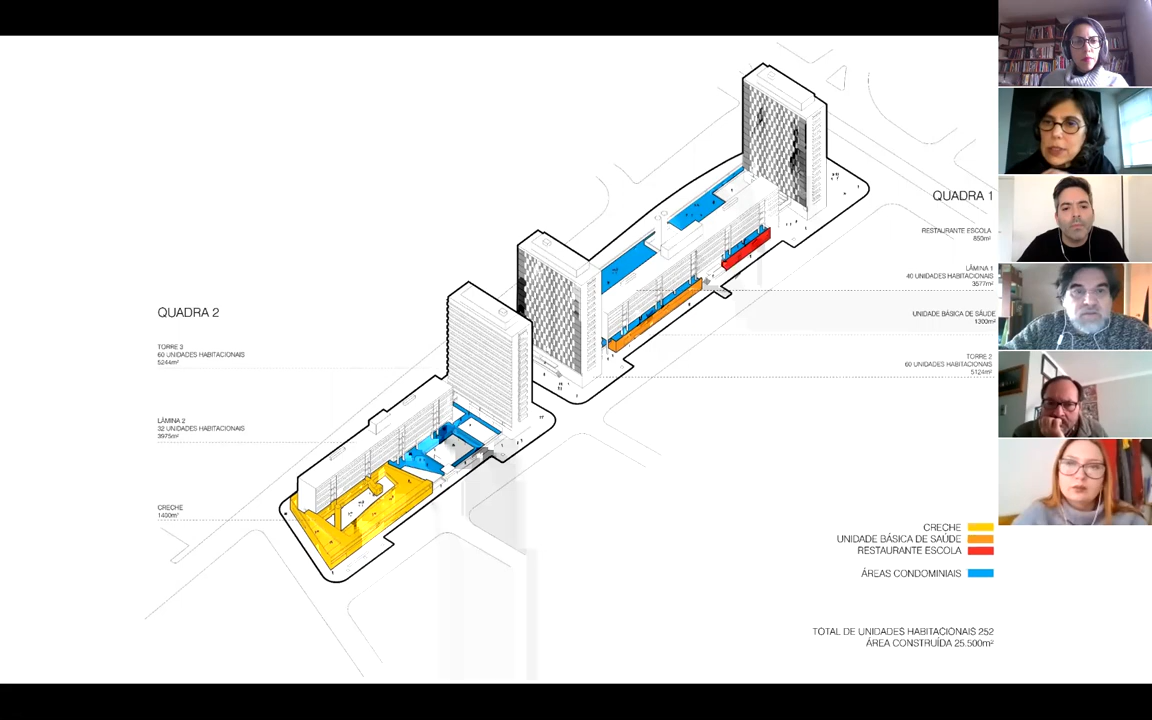 QUADRA 1
RESTAURANTE ESCOLA
850m²
LÂMINA 1
40 UNIDADES HABITACIONAIS
3577m²
UNIDADE BÁSICA DE SAÚDE
1300m²
TORRE 2
60 UNIDADES HABITACIONAIS
5124m²
QUADRA 2
TORRE 3
60 UNIDADES HABITACIONAIS
5244m²
LÂMINA 2
32 UNIDADES HABITACIONAIS
3975m²
CRECHE
1400m²
CRECHE
UNIDADE BÁSICA DE SAÚDE
RESTAURANTE ESCOLA
ÁREAS CONDOMINIAIS
TOTAL DE UNIDADES HABITACIONAIS 252
ÁREA CONSTRUÍDA 25.500m²